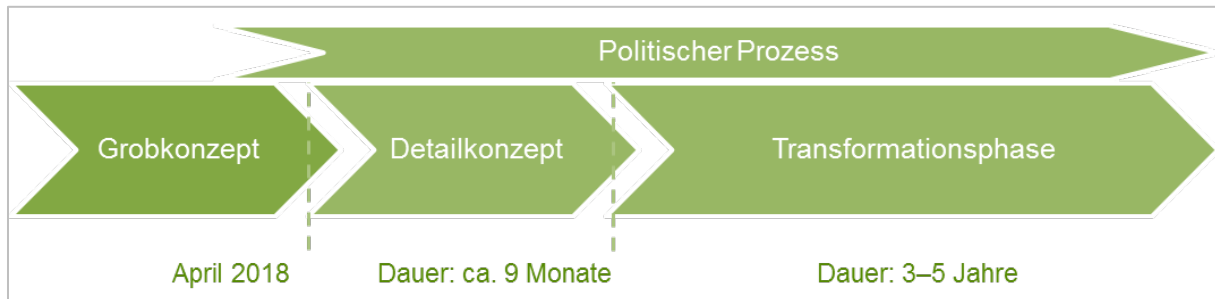 Politischer Prozess
Grobkonzept
Detailkonzept
Transformationsphase
April 2018
Dauer: ca. 9 Monate
Dauer: 3–5 Jahre